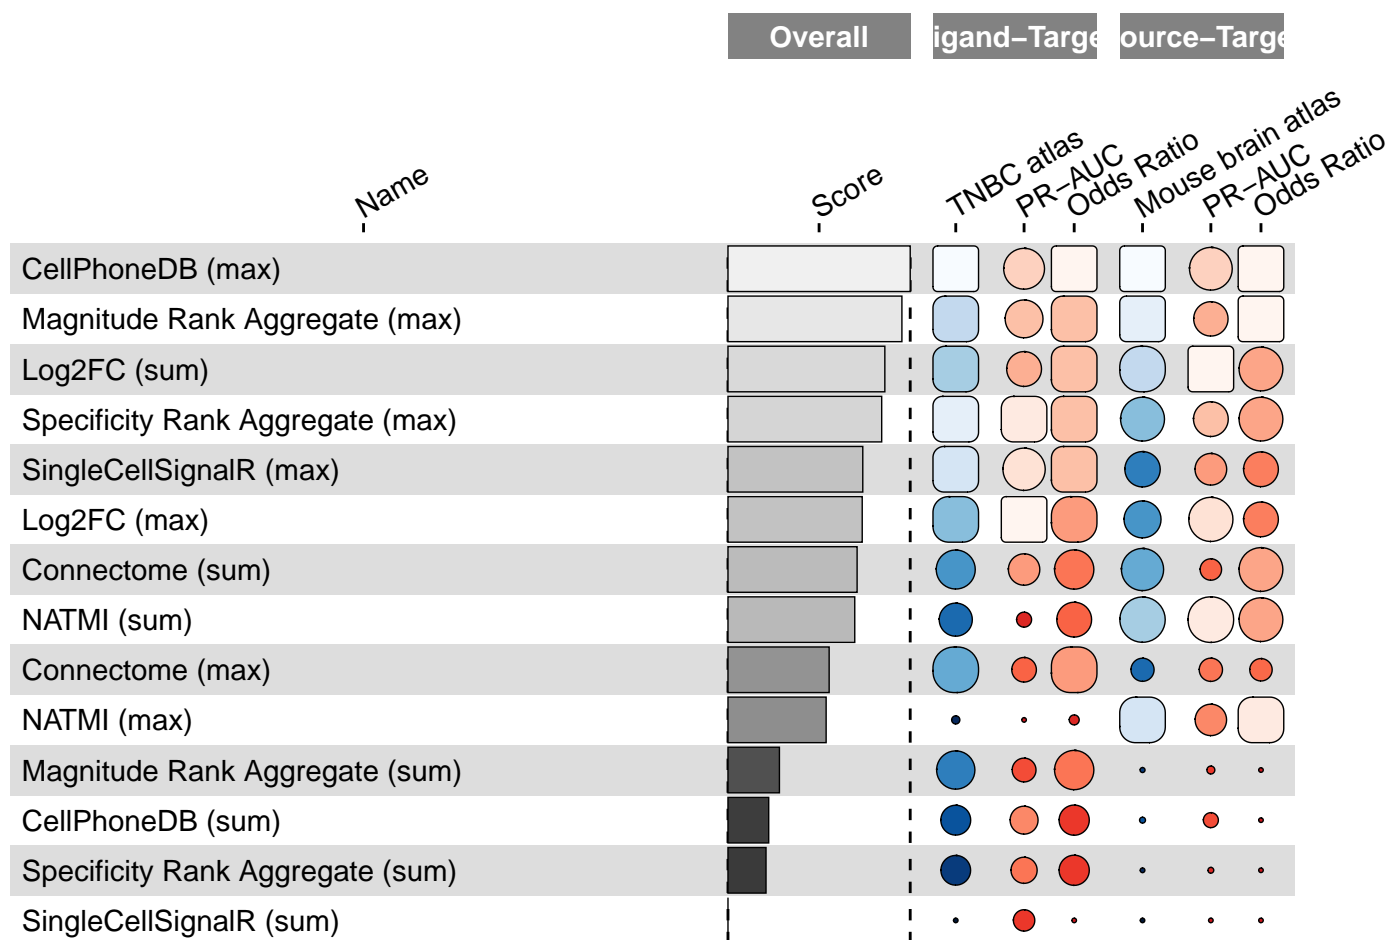 Overall
igand–Targe
ource–Targe
Name
Score
TNBC atlas
PR–AUC
Odds Ratio
Mouse brain atlas
PR–AUC
Odds Ratio
CellPhoneDB (max)
Magnitude Rank Aggregate (max)
Log2FC (sum)
Specificity Rank Aggregate (max)
SingleCellSignalR (max)
Log2FC (max)
Connectome (sum)
NATMI (sum)
Connectome (max)
NATMI (max)
Magnitude Rank Aggregate (sum)
CellPhoneDB (sum)
Specificity Rank Aggregate (sum)
SingleCellSignalR (sum)